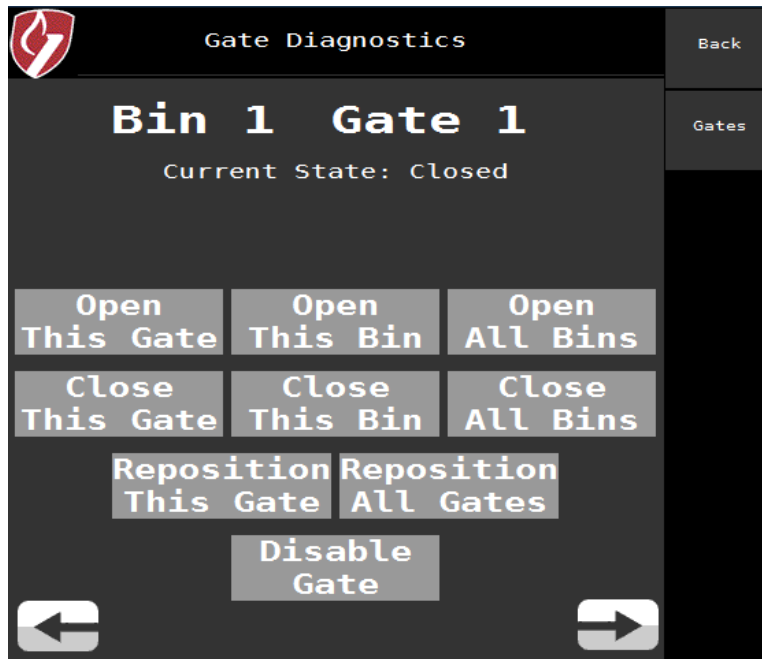 Gate Diagnostics
Back
Gates
Bin 1 Gate 1
Current State: Closed
Open
This Gate
Open
This Bin
Open
All Bins
Close
This Gate
Close
This Bin
Close
All Bins
Reposition
This Gate
Reposition
All Gates
Disable
Gate